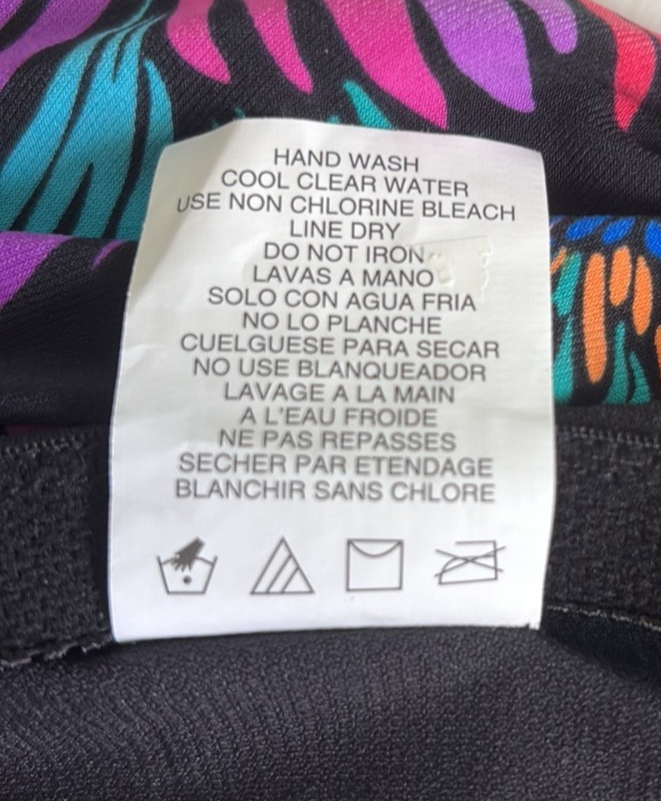 HAND WASH
COOL CLEAR WATER
USE NON CHLORINE BLEACH
LINE DRY
DO NOT IRON
LAVAS A MANO
SOLO CON AGUA FRIA
NO LO PLANCHE
CUELGUESE PARA SECAR
NO USE BLANQUEADOR
LAVAGE A LA MAIN
A L'EAU FROIDE
NE PAS REPASSES
SECHER PAR ETENDAGE
BLANCHIR SANS CHLORE